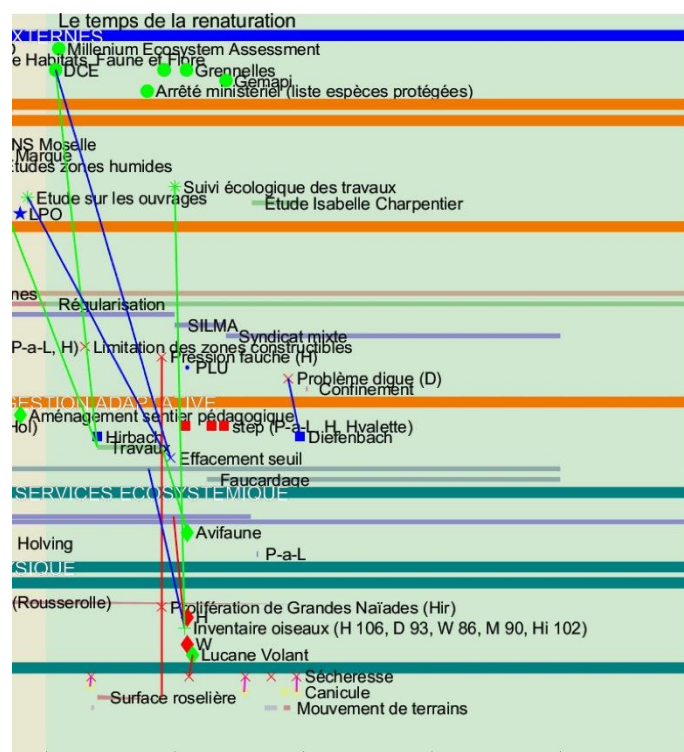 Le temps de la renaturation
EXTERNES
Millenium Ecosystem Assessment
e Habitats, Faune et Flore
DCE
Grennelles
Gemapi
Arrêté ministériel (liste espèces protégées)
NS Moselle
Marque
Etudes zones humides
Suivi écologique des travaux
Etude sur les ouvrages
Etude Isabelle Charpentier
LPO
nes
Régularisation
SILMA
Syndicat mixte
P-a-L, H)
Limitation des zones constructibles
Pression fauche (H)
PLU
Problème digue (D)
Confinement
GESTION ADAPTATIVE
Aménagement sentier pédagogique
Hol)
step (P-a-L, H, Hvalette)
Hirbach
Diefenbach
Travaux
Effacement seuil
Faucardage
SERVICES ECOSYSTEMIQUE
Avifaune
Holving
P-a-L
YSIQUE
(Rousserolle)
Prolifération de Grandes Naïades (Hir)
H
Inventaire oiseaux (H 106, D 93, W 86, M 90, Hi 102)
W
Lucane Volant
Sécheresse
Canicule
Surface roselière
Mouvement de terrains